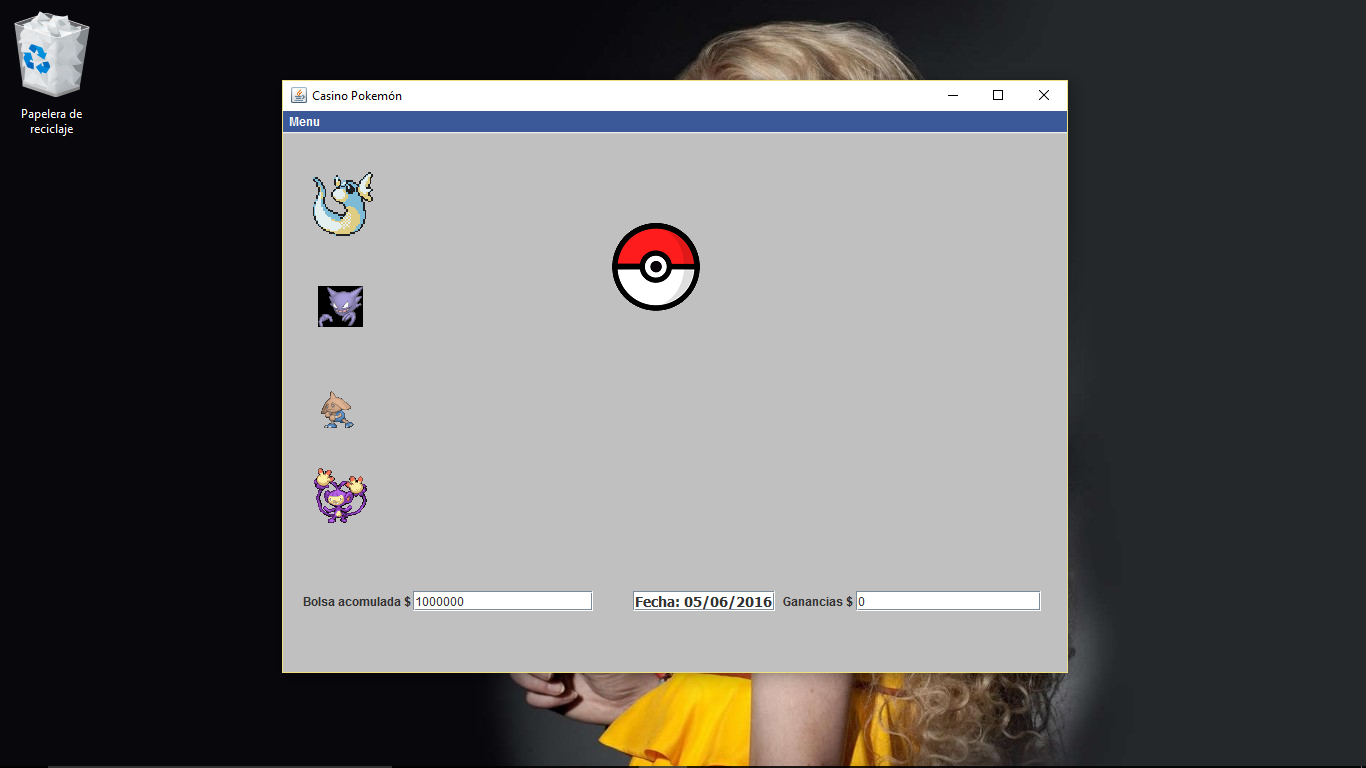 Papelera de
reciclaje
Casino Pokemón
Menu
Bolsa acomulada $ 1000000 Fecha: 05/06/2016 Ganancias $ 0